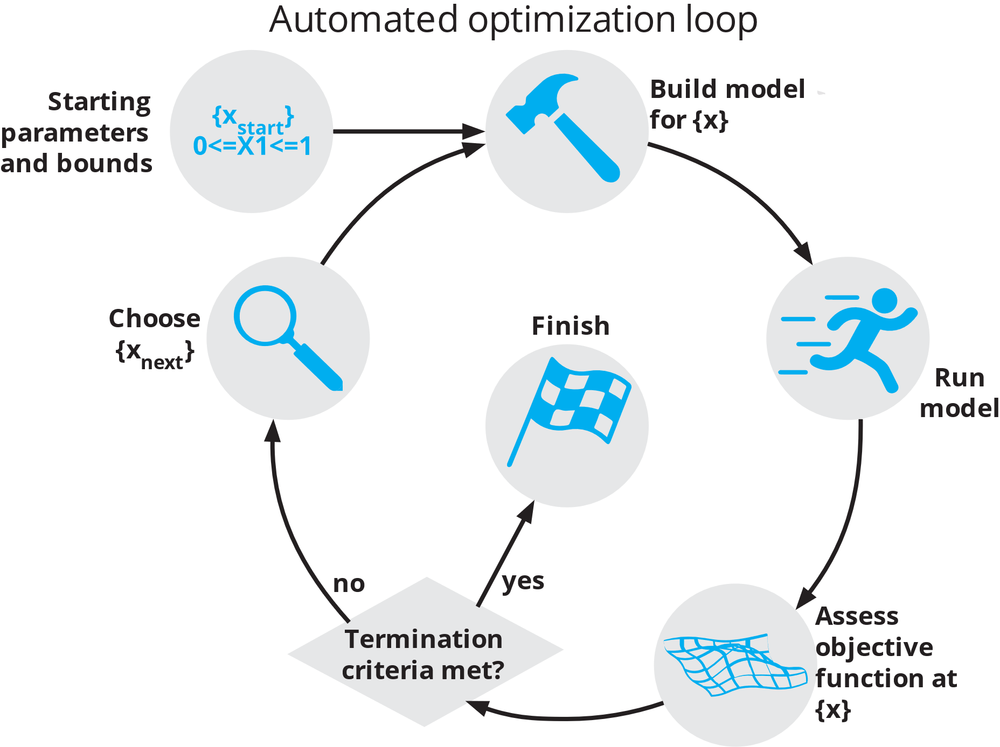 Automated optimization loop
Starting
parameters
and bounds
{xstart}
0<=X1<=1
Build model
for {x}
Run
model
Assess
objective
function at
{x}
Termination
criteria met?
no
yes
Finish
Choose
{xnext}